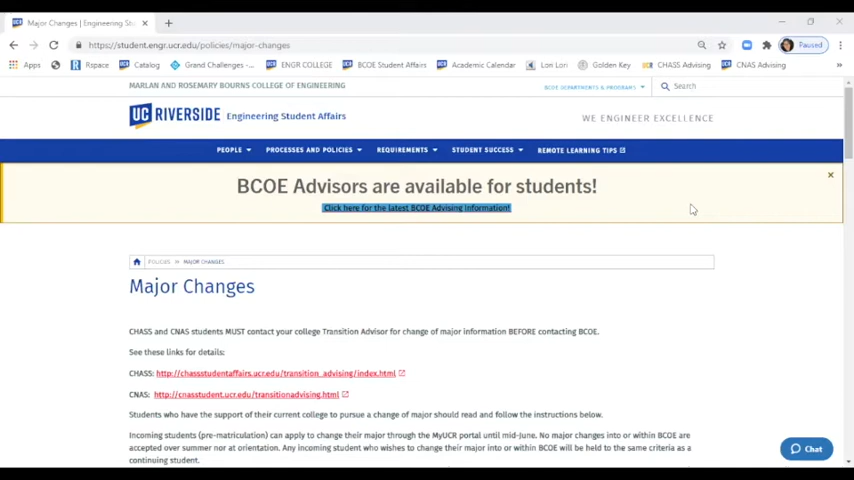 Major Changes | Engineering Stu
https://student.engr.ucr.edu/policies/major-changes
Paused
Apps
Rspace
Catalog
Grand Challenges -...
ENGR COLLEGE
BCOE Student Affairs
Academic Calendar
Lori Lori
Golden Key
CHASS Advising
CNAS Advising
MARLAN AND ROSEMARY BOURNS COLLEGE OF ENGINEERING
BCOE DEPARTMENTS & PROGRAMS
Search
UC RIVERSIDE Engineering Student Affairs
WE ENGINEER EXCELLENCE
PEOPLE
PROCESSES AND POLICIES
REQUIREMENTS
STUDENT SUCCESS
REMOTE LEARNING TIPS
BCOE Advisors are available for students!
Click here for the latest BCOE Advising Information!
POLICIES » MAJOR CHANGES
Major Changes
CHASS and CNAS students MUST contact your college Transition Advisor for change of major information BEFORE contacting BCOE.
See these links for details:
CHASS: http://chassstudentaffairs.ucr.edu/transition_advising/index.html
CNAS: http://cnasstudent.ucr.edu/transitionadvising.html
Students who have the support of their current college to pursue a change of major should read and follow the instructions below.
Incoming students (pre-matriculation) can apply to change their major through the MyUCR portal until mid-June. No major changes into or within BCOE are
accepted over summer nor at orientation. Any incoming student who wishes to change their major into or within BCOE will be held to the same criteria as a
continuing student.
Chat